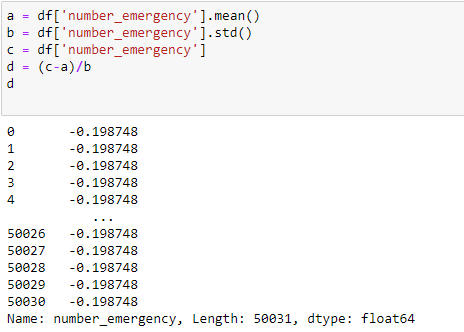 a = df['number_emergency'].mean()
b = df['number_emergency'].std()
c = df['number_emergency']
d = (c-a)/b
d
0       -0.198748
1       -0.198748
2       -0.198748
3       -0.198748
4       -0.198748
...
50026   -0.198748
50027   -0.198748
50028   -0.198748
50029   -0.198748
50030   -0.198748
Name: number_emergency, Length: 50031, dtype: float64